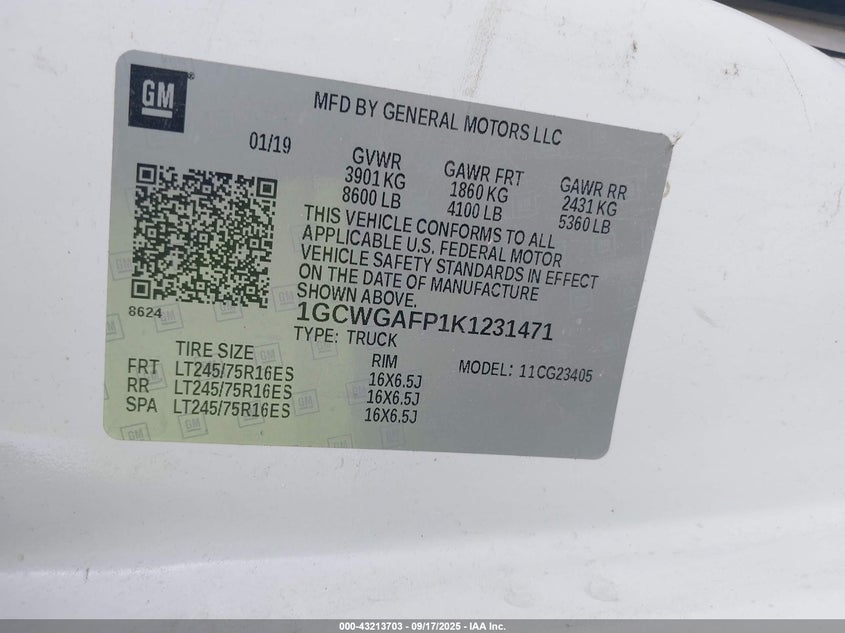 GM
MFD BY GENERAL MOTORS LLC
01/19
GVWR GAWR FRT GAWR RR
3901 KG 1860 KG 2431 KG
8600 LB 4100 LB 5360 LB
THIS VEHICLE CONFORMS TO ALL
APPLICABLE U.S. FEDERAL MOTOR
VEHICLE SAFETY STANDARDS IN EFFECT
ON THE DATE OF MANUFACTURE
SHOWN ABOVE.
8624
1GCWGAFP1K1231471
TYPE: TRUCK
TIRE SIZE RIM MODEL: 11CG23405
FRT LT245/75R16ES 16X6.5J
RR LT245/75R16ES 16X6.5J
SPA LT245/75R16ES 16X6.5J
000-43213703 - 09/17/2025 - IAA Inc.